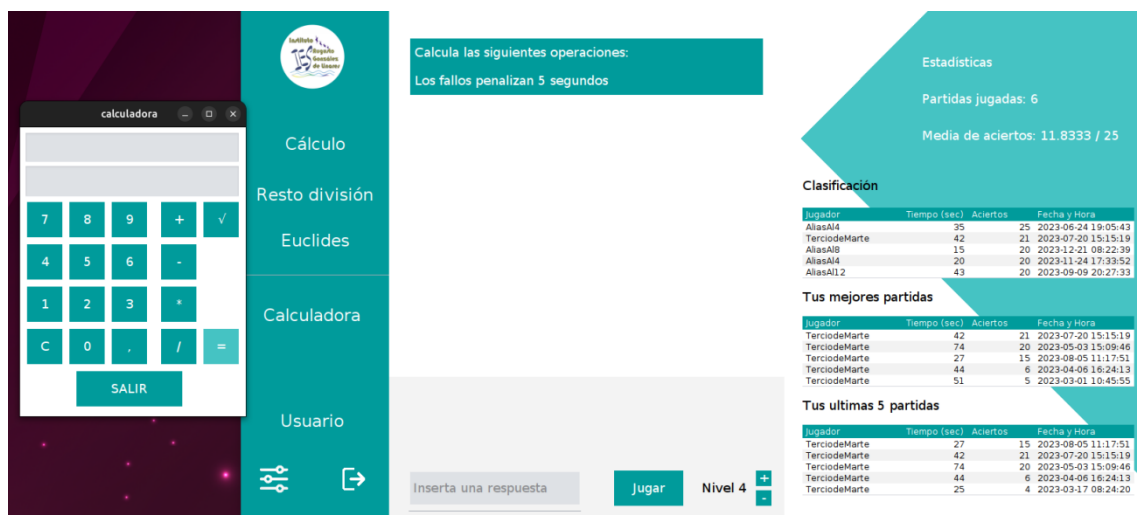 calculadora
7 8 9 + √
4 5 6 -
1 2 3 *
C 0 , / =
SALIR
Instituto
IES
Rogelio
González
de Uzamo
Cálculo
Resto división
Euclides
Calculadora
Usuario
Calcula las siguientes operaciones:
Los fallos penalizan 5 segundos
Inserta una respuesta
Jugar
Nivel 4
+
-
Estadisticas
Partidas jugadas: 6
Media de aciertos: 11.8333 / 25
Clasificación
Jugador Tiempo (sec) Aciertos Fecha y Hora
AliasAl4 35 25 2023-06-24 19:05:43
TerciodeMarte 42 21 2023-07-20 15:15:19
AliasAl8 15 20 2023-12-21 08:22:39
AliasAl4 20 20 2023-11-24 17:33:52
AliasAl12 43 20 2023-09-09 20:27:33
Tus mejores partidas
Jugador Tiempo (sec) Aciertos Fecha y Hora
TerciodeMarte 42 21 2023-07-20 15:15:19
TerciodeMarte 74 20 2023-05-03 15:09:46
TerciodeMarte 27 15 2023-08-05 11:17:51
TerciodeMarte 44 6 2023-04-06 16:24:13
TerciodeMarte 51 5 2023-03-01 10:45:55
Tus ultimas 5 partidas
Jugador Tiempo (sec) Aciertos Fecha y Hora
TerciodeMarte 27 15 2023-08-05 11:17:51
TerciodeMarte 42 21 2023-07-20 15:15:19
TerciodeMarte 74 20 2023-05-03 15:09:46
TerciodeMarte 44 6 2023-04-06 16:24:13
TerciodeMarte 25 4 2023-03-17 08:24:20